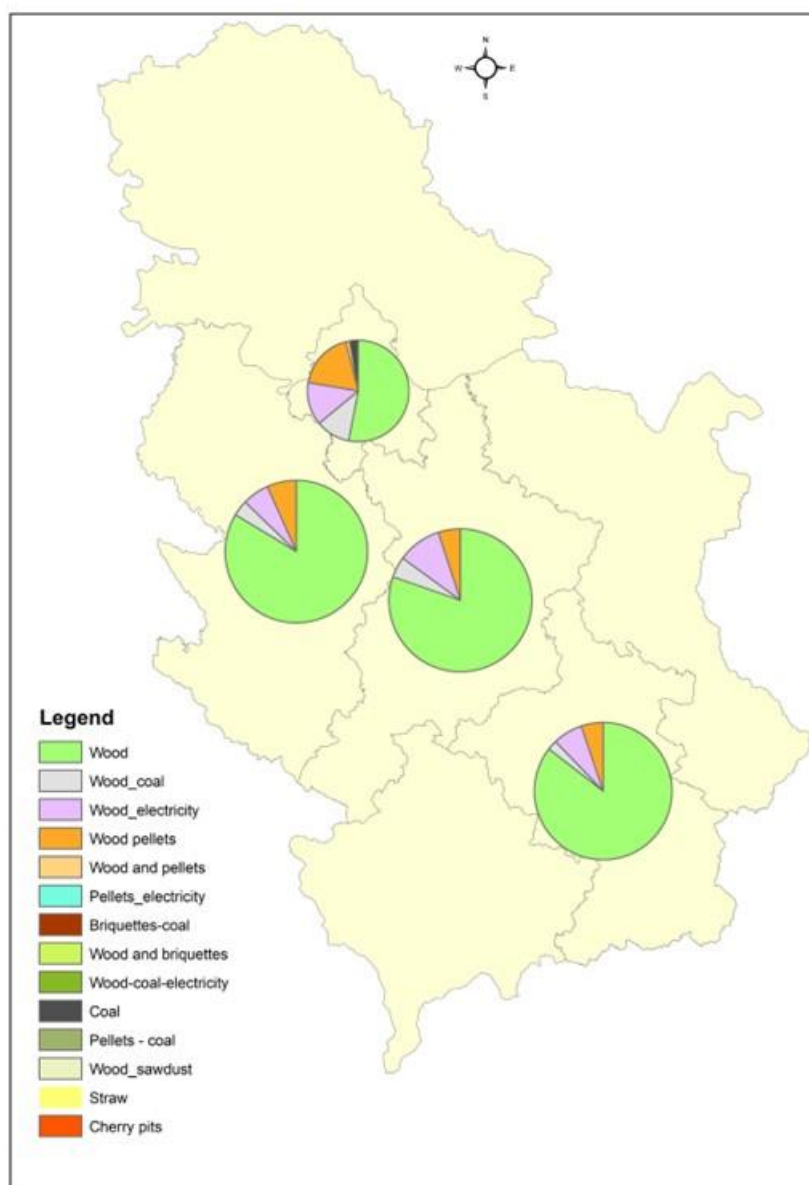 N
W E
S
Legend
Wood
Wood_coal
Wood_electricity
Wood pellets
Wood and pellets
Pellets_electricity
Briquettes-coal
Wood and briquettes
Wood-coal-electricity
Coal
Pellets - coal
Wood_sawdust
Straw
Cherry pits